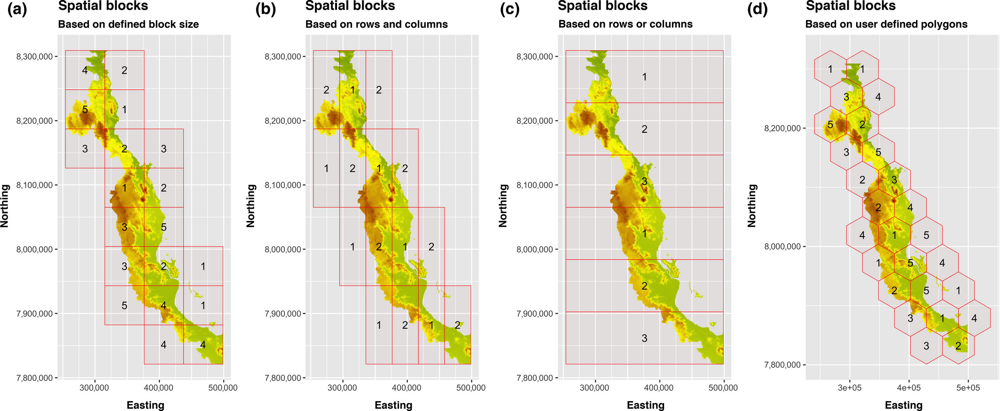 (a)
Spatial blocks
Based on defined block size
8,300,000
8,200,000
8,100,000
8,000,000
7,900,000
7,800,000
Northing
4 2
5 1
3 2 3
1 2
3 5
3 2 1
5 4 1
4 4
300,000 400,000 500,000
Easting
(b)
Spatial blocks
Based on rows and columns
8,300,000
8,200,000
8,100,000
8,000,000
7,900,000
7,800,000
Northing
2 1 2
1 2 1 2
1 2 1 2
1 2 1 2
300,000 400,000 500,000
Easting
(c)
Spatial blocks
Based on rows or columns
8,300,000
8,200,000
8,100,000
8,000,000
7,900,000
7,800,000
Northing
1
2
3
1
2
3
300,000 400,000 500,000
Easting
(d)
Spatial blocks
Based on user defined polygons
8,200,000
8,000,000
7,800,000
Northing
1 1
3 4
5 2
3 5
2 3
2 4
4 1 5
1 5 4
2 5 1
3 1 4
3 2
3e+05 4e+05 5e+05
Easting